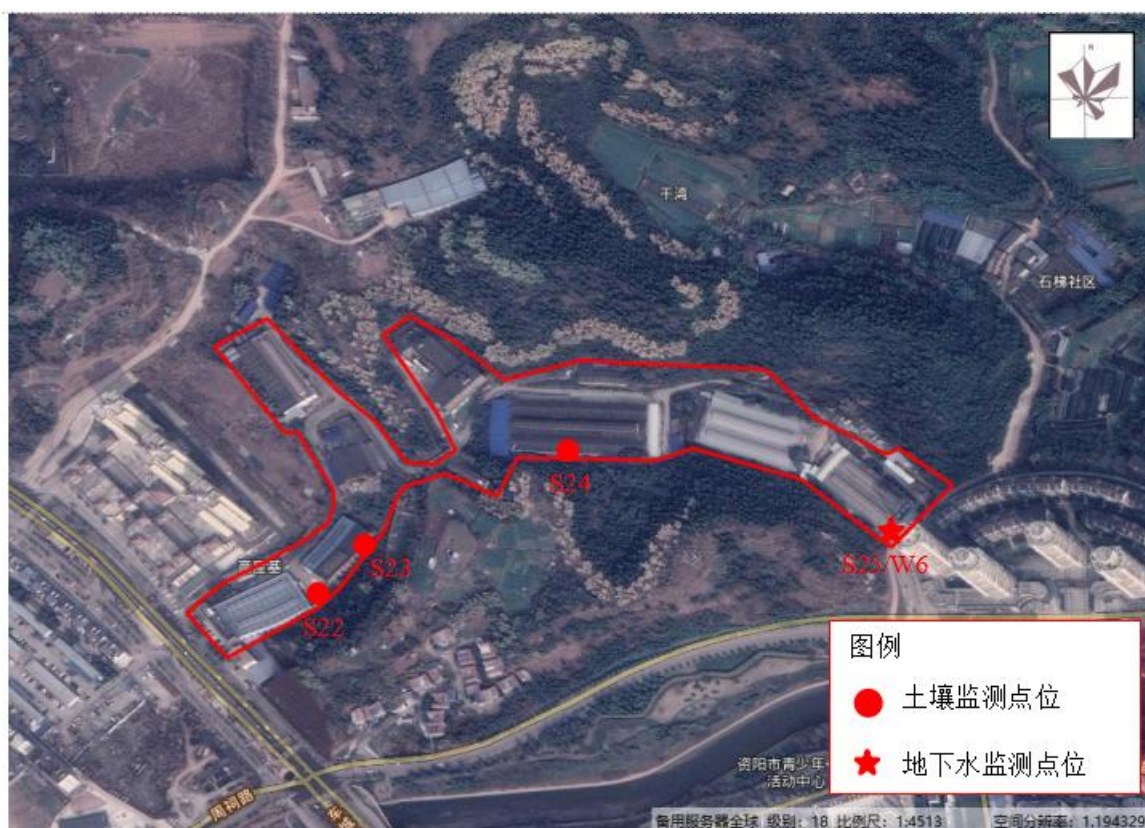 N
干湾
石梯社区
S24
S25/W6
S23
S22
图例
土壤监测点位
地下水监测点位
资阳市青少年
活动中心
周祠路
备用服务器全球 级别：18 比例尺：1:4513 空间分辨率：1.194329